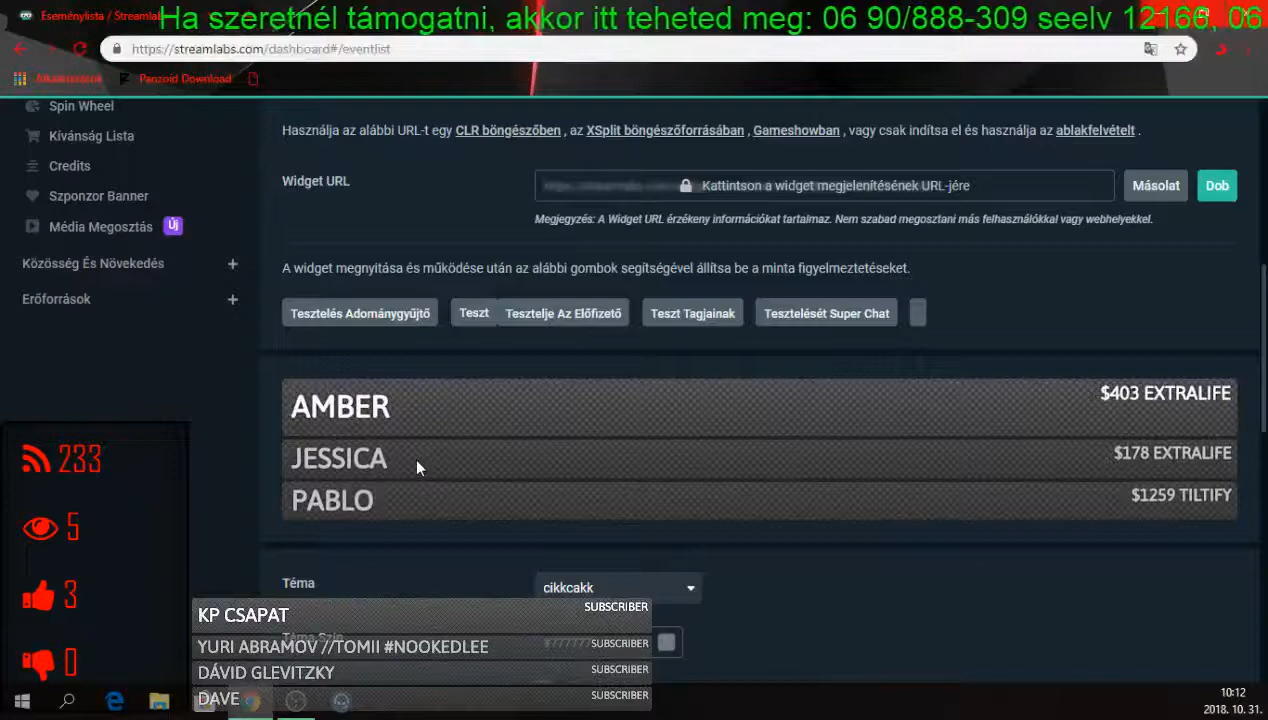 Eseménylista / Streamlab
Ha szeretnél támogatni, akkor itt teheted meg: 06 90/888-309 seelv 12166, 06
https://streamlabs.com/dashboard#/eventlist
Alkalmazások
Panzoid Download
Spin Wheel
Kívánság Lista
Credits
Szponzor Banner
Média Megosztás Új
Közösség És Növekedés +
Erőforrások +
Használja az alábbi URL-t egy CLR böngészőben , az XSplit böngészőforrásában , Gameshowban , vagy csak indítsa el és használja az ablakfelvételt .
Widget URL
Kattintson a widget megjelenítésének URL-jére
Másolat
Dob
Megjegyzés: A Widget URL érzékeny információkat tartalmaz. Nem szabad megosztani más felhasználókkal vagy webhelyekkel.
A widget megnyitása és működése után az alábbi gombok segítségével állítsa be a minta figyelmeztetéseket.
Tesztelés Adománygyűjtő
Teszt
Tesztelje Az Előfizető
Teszt Tagjainak
Tesztelését Super Chat
AMBER $403 EXTRALIFE
JESSICA $178 EXTRALIFE
PABLO $1259 TILTIFY
Téma
cikkcakk
Téma Szín
#777777
233
5
3
0
KP CSAPAT SUBSCRIBER
YURI ABRAMOV //TOMII #NOOKEDLEE SUBSCRIBER
DÁVID GLEVITZKY SUBSCRIBER
DAVE SUBSCRIBER
10:12
2018. 10. 31.